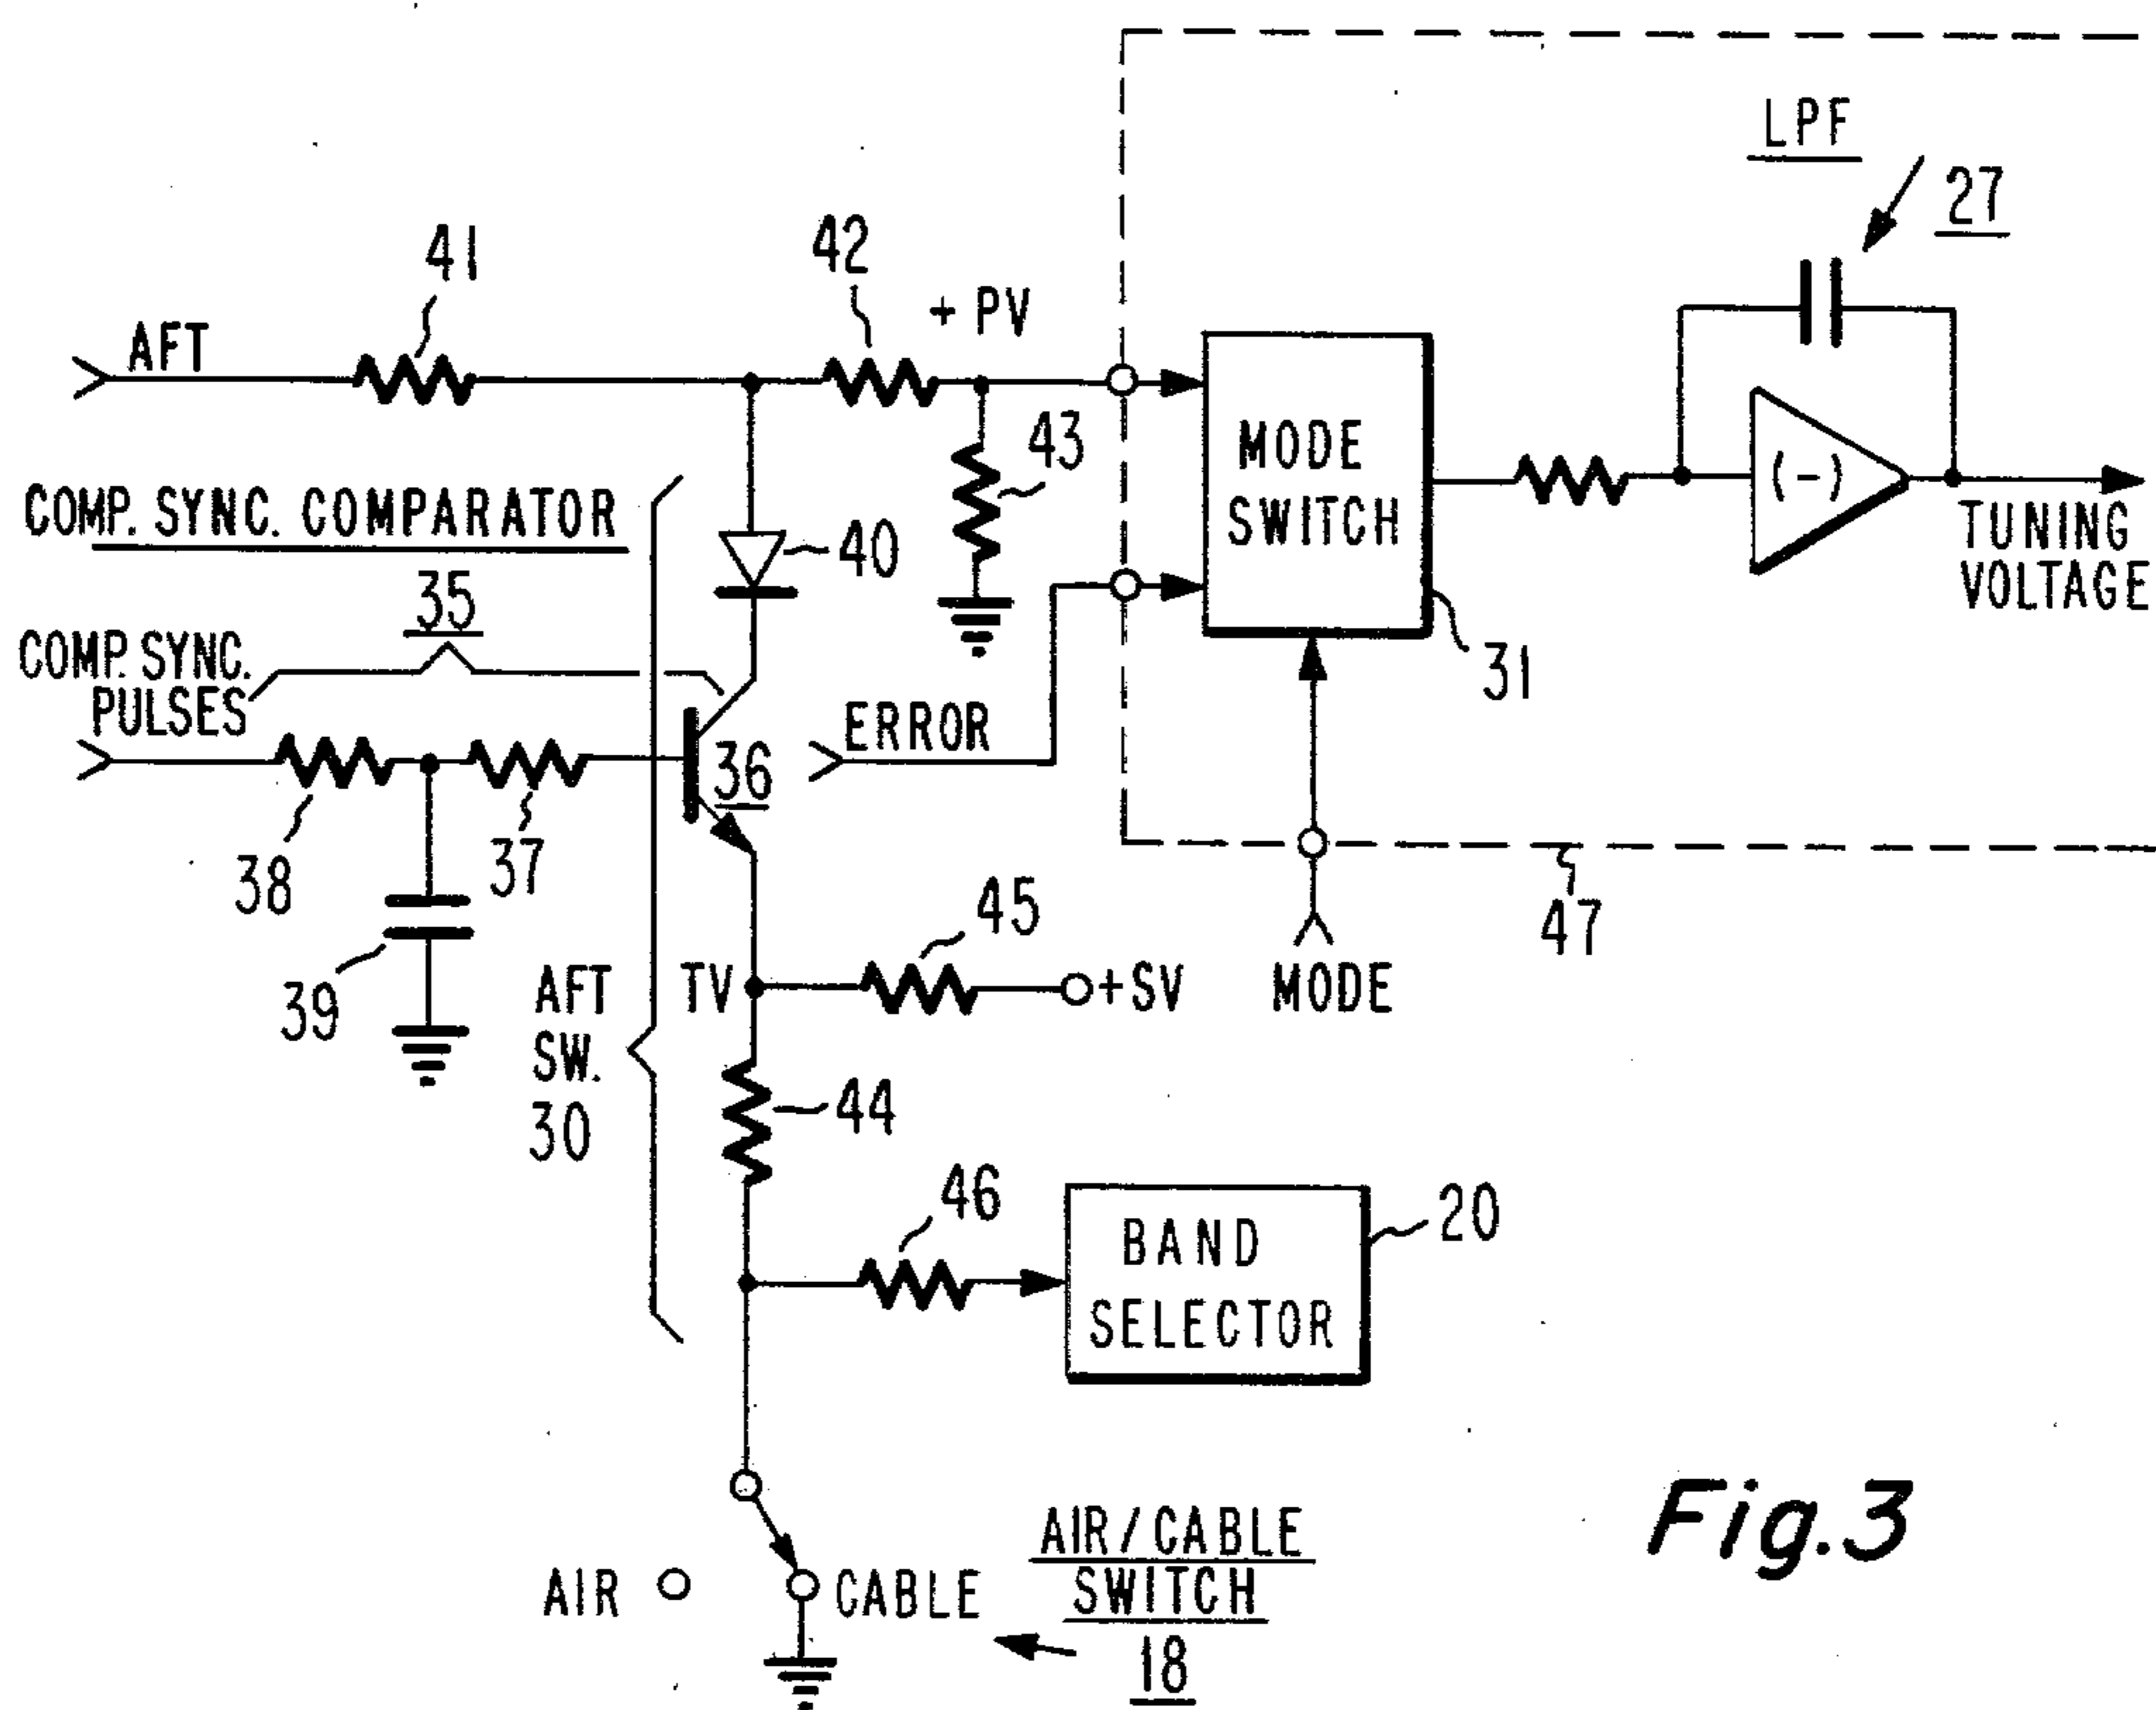 LPF
27
41
42
+ PV
AFT
43
MODE
SWITCH
(-)
TUNING
VOLTAGE
COMP. SYNC. COMPARATOR
35
40
31
COMP. SYNC.
PULSES
ERROR
36
38
37
39
45
47
AFT
SW.
30
TV
+SV
MODE
44
46
20
BAND
SELECTOR
AIR
CABLE
AIR/CABLE
SWITCH
18
Fig.3